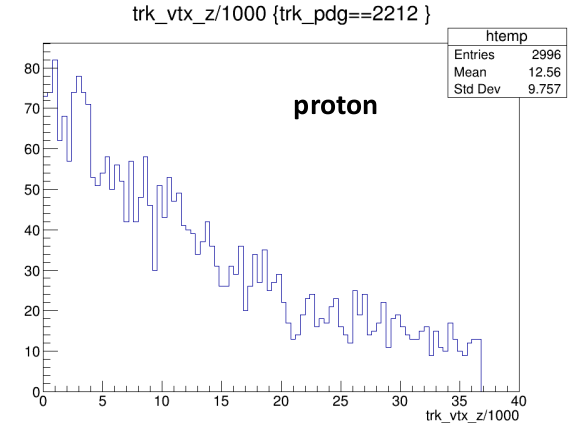 trk_vtx_z/1000 {trk_pdg==2212 }
htemp
Entries 2996
Mean 12.56
Std Dev 9.757
proton
80
70
60
50
40
30
20
10
0
0 5 10 15 20 25 30 35 40
trk_vtx_z/1000